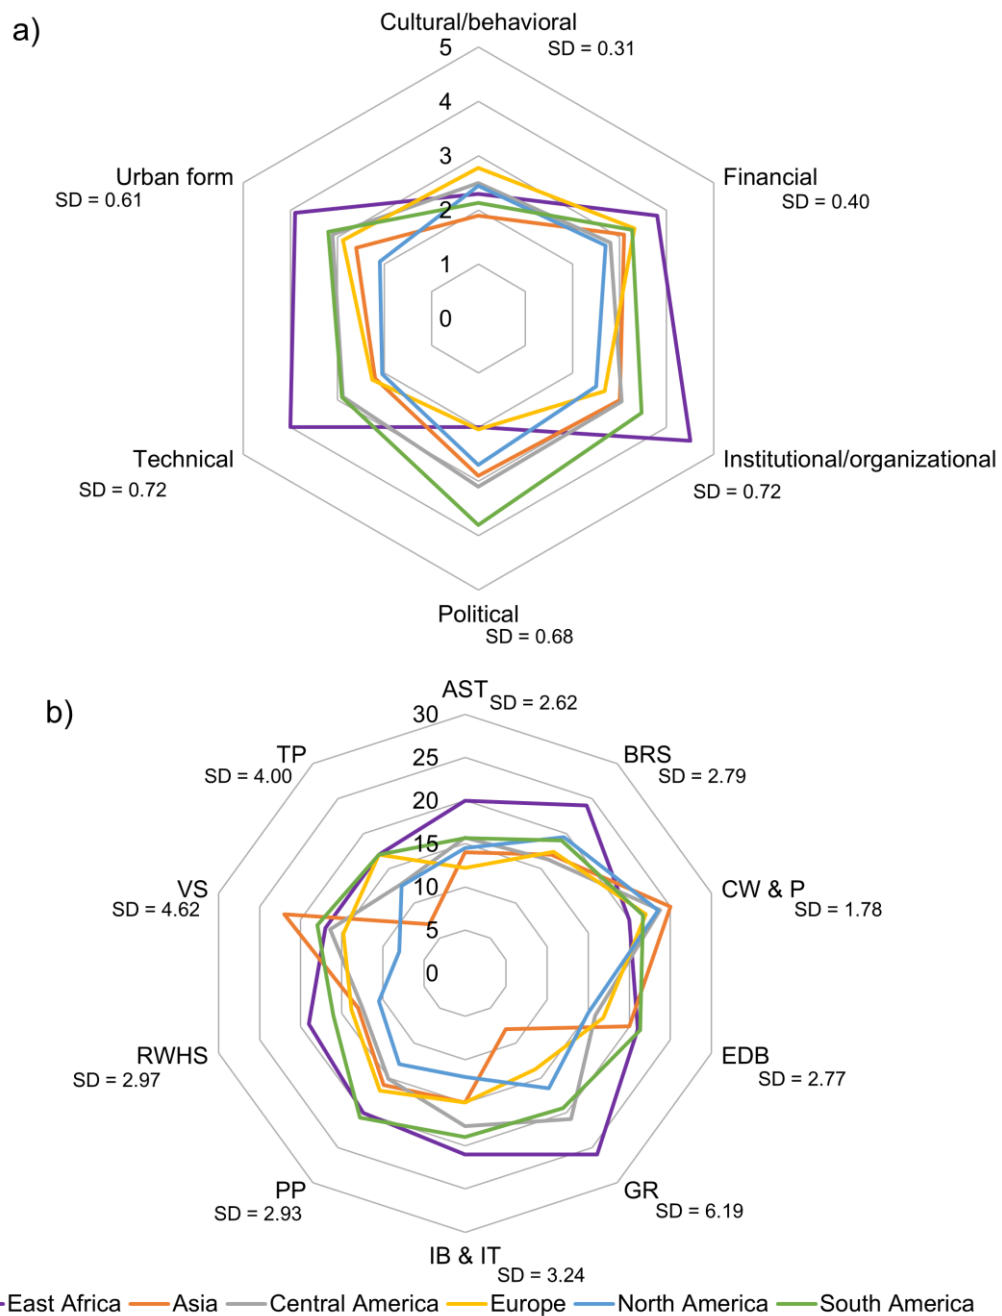 a)
Cultural/behavioral
SD = 0.31
5
4
3
2
1
0
Urban form
SD = 0.61
Financial
SD = 0.40
Technical
SD = 0.72
Institutional/organizational
SD = 0.72
Political
SD = 0.68
b)
AST
SD = 2.62
30
25
20
15
10
5
0
TP
SD = 4.00
BRS
SD = 2.79
VS
SD = 4.62
CW & P
SD = 1.78
RWHS
SD = 2.97
EDB
SD = 2.77
PP
SD = 2.93
GR
SD = 6.19
IB & IT
SD = 3.24
East Africa Asia Central America Europe North America South America